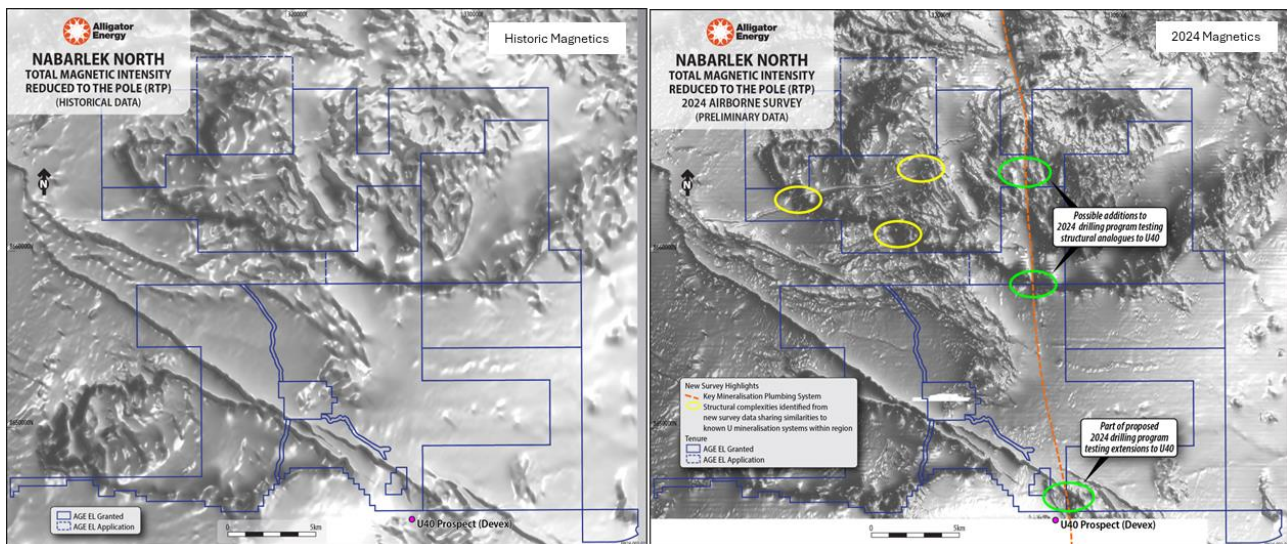 Alligator
Energy
NABARLEK NORTH
TOTAL MAGNETIC INTENSITY
REDUCED TO THE POLE (RTP)
(HISTORICAL DATA)
Historic Magnetics
N
AGE EL Granted
AGE EL Application
0 5km
U40 Prospect (Devex)
Alligator
Energy
NABARLEK NORTH
TOTAL MAGNETIC INTENSITY
REDUCED TO THE POLE (RTP)
2024 AIRBORNE SURVEY
(PRELIMINARY DATA)
2024 Magnetics
N
Possible additions to
2024 drilling program testing
structural analogues to U40
New Survey Highlights
Key Mineralisation Plumbing System
Structural complexities identified from
new survey data sharing similarities to
known U mineralisation systems within region
Tenure
AGE EL Granted
AGE EL Application
Part of proposed
2024 drilling program
testing extensions to U40
0 5km
U40 Prospect (Devex)